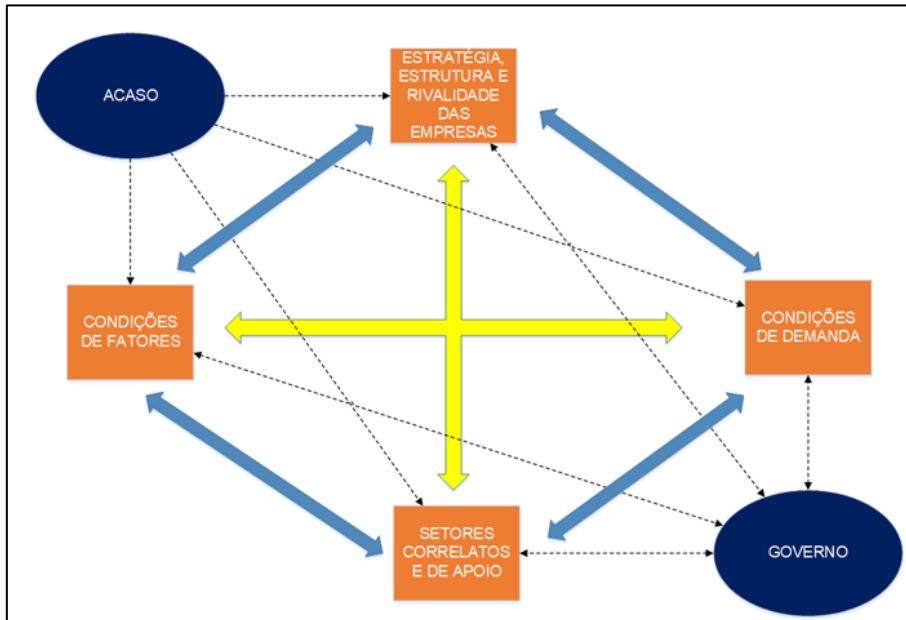 ACASO
ESTRATÉGIA,
ESTRUTURA E
RIVALIDADE
DAS
EMPRESAS
CONDIÇÕES
DE FATORES
CONDIÇÕES
DE DEMANDA
SETORES
CORRELATOS
E DE APOIO
GOVERNO